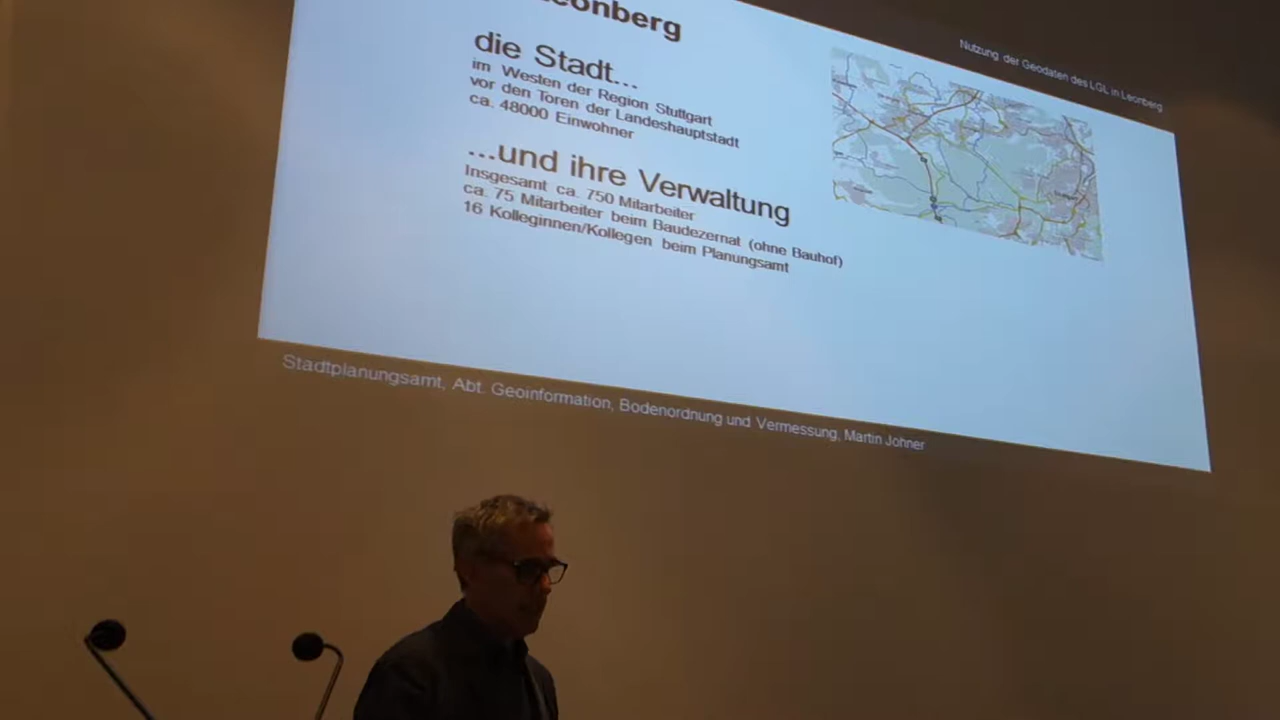 Leonberg
Nutzung der Geodaten des LGL in Leonberg
die Stadt...
im Westen der Region Stuttgart
vor den Toren der Landeshauptstadt
ca. 48000 Einwohner
...und ihre Verwaltung
Insgesamt ca. 750 Mitarbeiter
ca. 75 Mitarbeiter beim Baudezernat (ohne Bauhof)
16 Kolleginnen/Kollegen beim Planungsamt
Stadtplanungsamt, Abt. Geoinformation, Bodenordnung und Vermessung, Martin Johner